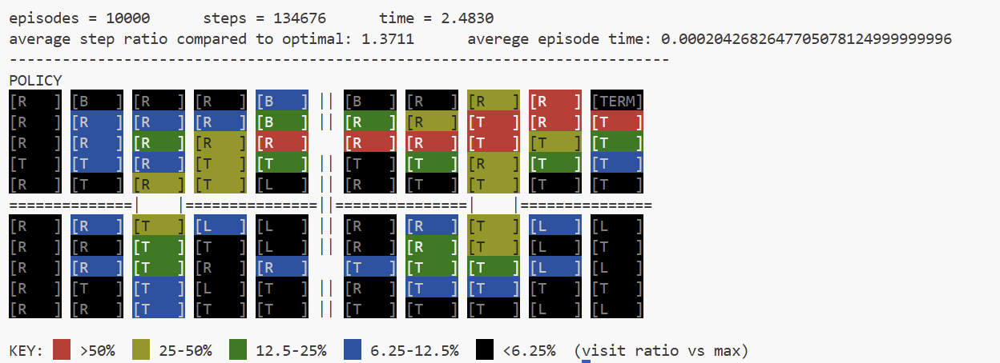 episodes = 10000      steps = 134676      time = 2.4830
average step ratio compared to optimal: 1.3711      averege episode time: 0.00020426826477050781249999999996
---------------------------------------------------------------------------
POLICY
[R   ] [B   ] [R   ] [R   ] [B   ] || [B   ] [R   ] [R   ] [R   ] [TERM]
[R   ] [R   ] [R   ] [R   ] [B   ] || [R   ] [R   ] [T   ] [R   ] [T   ]
[R   ] [R   ] [R   ] [R   ] [R   ]    [R   ] [R   ] [T   ] [T   ] [T   ]
[T   ] [T   ] [R   ] [T   ] [T   ] || [T   ] [T   ] [R   ] [T   ] [T   ]
[R   ] [T   ] [R   ] [T   ] [L   ] || [R   ] [T   ] [T   ] [T   ] [T   ]
==============|    |===============||===============|    |===============
[R   ] [R   ] [T   ] [L   ] [L   ] || [R   ] [R   ] [T   ] [L   ] [L   ]
[R   ] [R   ] [T   ] [T   ] [L   ] || [R   ] [R   ] [T   ] [L   ] [T   ]
[R   ] [R   ] [T   ] [R   ] [R   ]    [T   ] [T   ] [T   ] [L   ] [L   ]
[R   ] [T   ] [T   ] [L   ] [T   ] || [R   ] [T   ] [T   ] [T   ] [L   ]
[R   ] [R   ] [T   ] [T   ] [T   ] || [T   ] [T   ] [T   ] [L   ] [L   ]
KEY: >50% 25-50% 12.5-25% 6.25-12.5% <6.25% (visit ratio vs max)